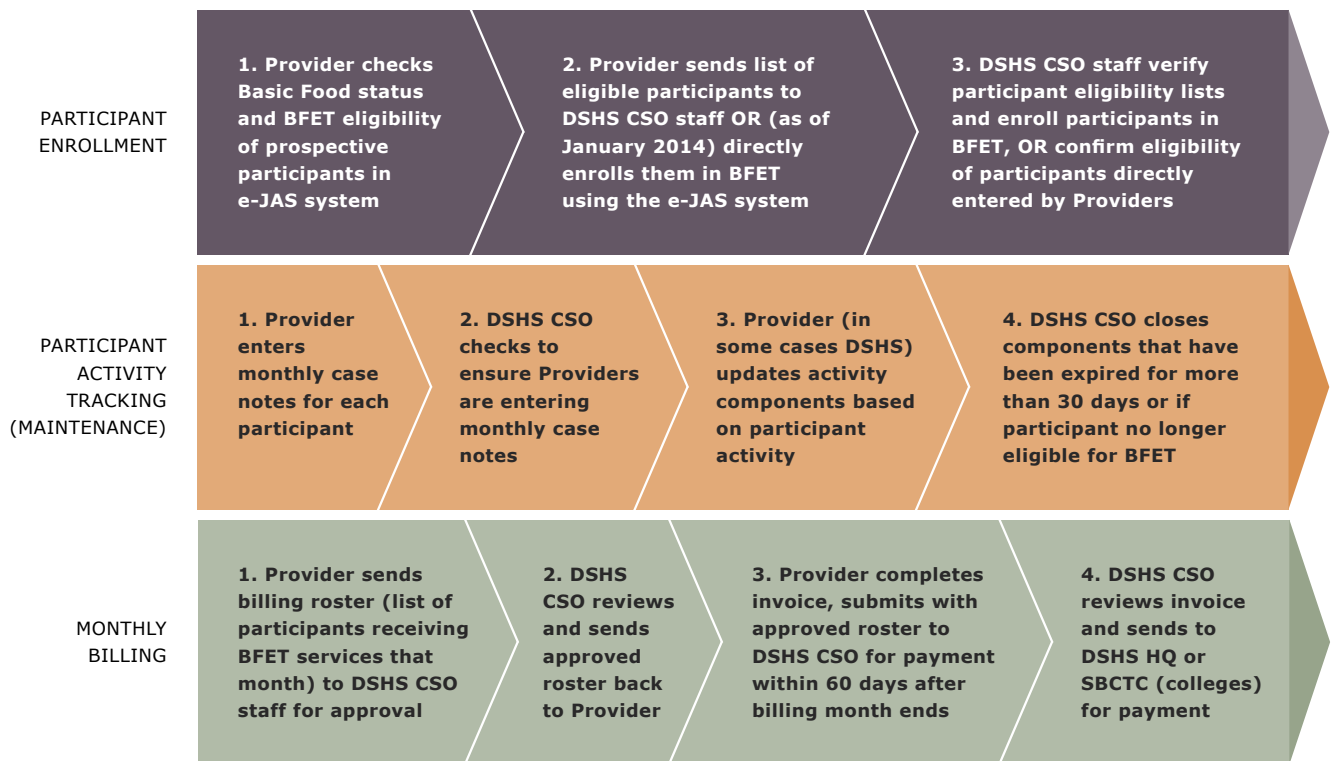 PARTICIPANT
ENROLLMENT
1. Provider checks
Basic Food status
and BFET eligibility
of prospective
participants in
e-JAS system
2. Provider sends list of
eligible participants to
DSHS CSO staff OR (as of
January 2014) directly
enrolls them in BFET
using the e-JAS system
3. DSHS CSO staff verify
participant eligibility lists
and enroll participants in
BFET, OR confirm eligibility
of participants directly
entered by Providers
PARTICIPANT
ACTIVITY
TRACKING
(MAINTENANCE)
1. Provider
enters
monthly case
notes for each
participant
2. DSHS CSO
checks to
ensure Providers
are entering
monthly case
notes
3. Provider (in
some cases DSHS)
updates activity
components based
on participant
activity
4. DSHS CSO closes
components that have
been expired for more
than 30 days or if
participant no longer
eligible for BFET
MONTHLY
BILLING
1. Provider sends
billing roster (list of
participants receiving
BFET services that
month) to DSHS CSO
staff for approval
2. DSHS
CSO reviews
and sends
approved
roster back
to Provider
3. Provider completes
invoice, submits with
approved roster to
DSHS CSO for payment
within 60 days after
billing month ends
4. DSHS CSO
reviews invoice
and sends to
DSHS HQ or
SBCTC (colleges)
for payment